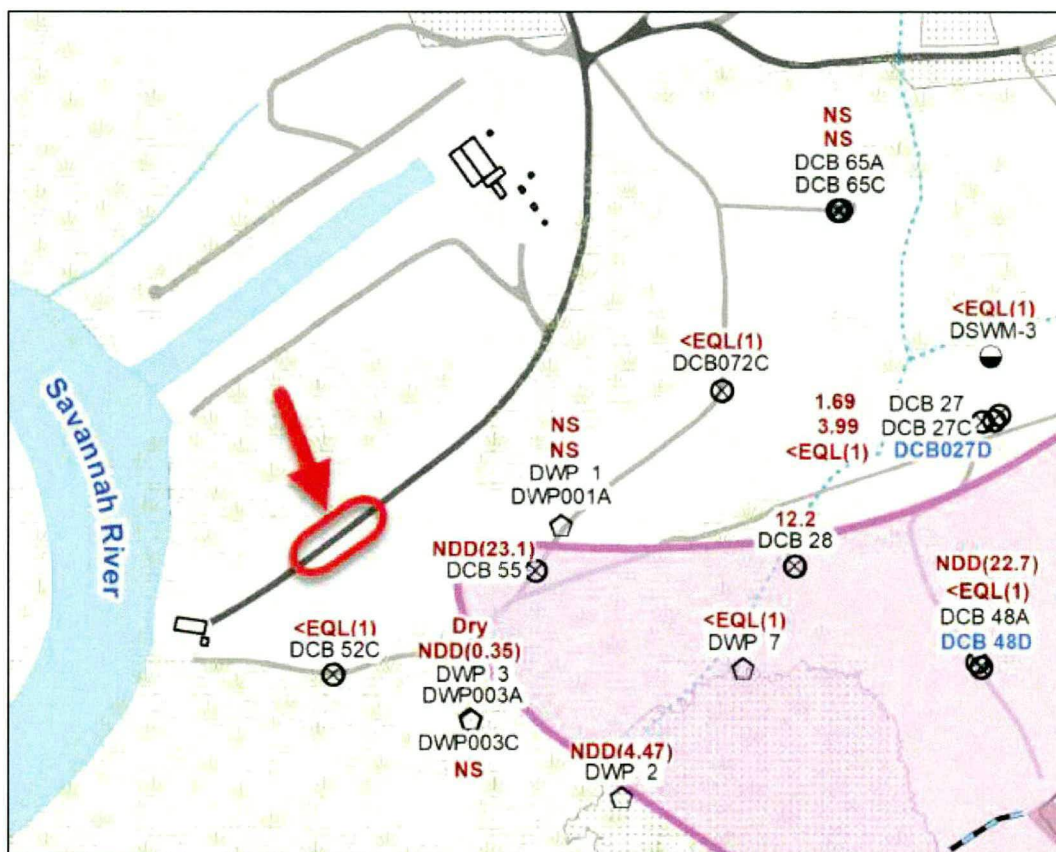 NS
NS
DCB 65A
DCB 65C
<EQL(1)
DSWM-3
<EQL(1)
DCB072C
1.69
3.99
<EQL(1)
DCB 27
DCB 27C
DCB027D
Savannah River
NS
NS
DWP 1
DWP001A
12.2
DCB 28
NDD(23.1)
DCB 55
NDD(22.7)
<EQL(1)
DCB 48A
DCB 48D
<EQL(1)
DCB 52C
Dry
NDD(0.35)
DWP 3
DWP003A
DWP003C
NS
<EQL(1)
DWP 7
NDD(4.47)
DWP 2